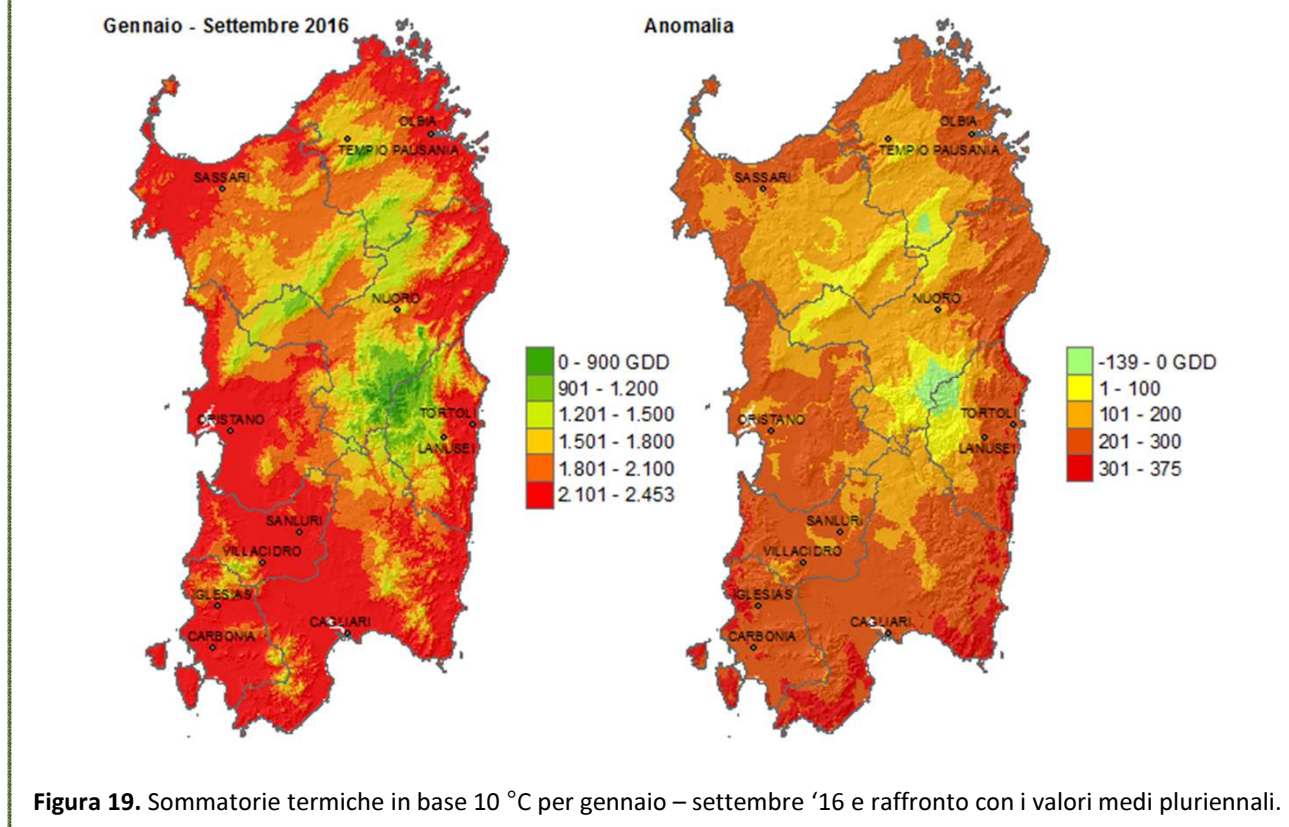 Gennaio - Settembre 2016
OLBIA
TEMPIO PAUSANIA
SASSARI
NUORO
ORISTANO
TORTOLI
LANUSEI
SANLURI
VILLACIDRO
IGLESIAS
CAGLIARI
CARBONIA
0 - 900 GDD
901 - 1.200
1.201 - 1.500
1.501 - 1.800
1.801 - 2.100
2.101 - 2.453
Anomalia
OLBIA
TEMPIO PAUSANIA
SASSARI
NUORO
ORISTANO
TORTOLI
LANUSEI
SANLURI
VILLACIDRO
IGLESIAS
CAGLIARI
CARBONIA
-139 - 0 GDD
1 - 100
101 - 200
201 - 300
301 - 375
Figura 19. Sommatorie termiche in base 10 °C per gennaio – settembre ‘16 e raffronto con i valori medi pluriennali.